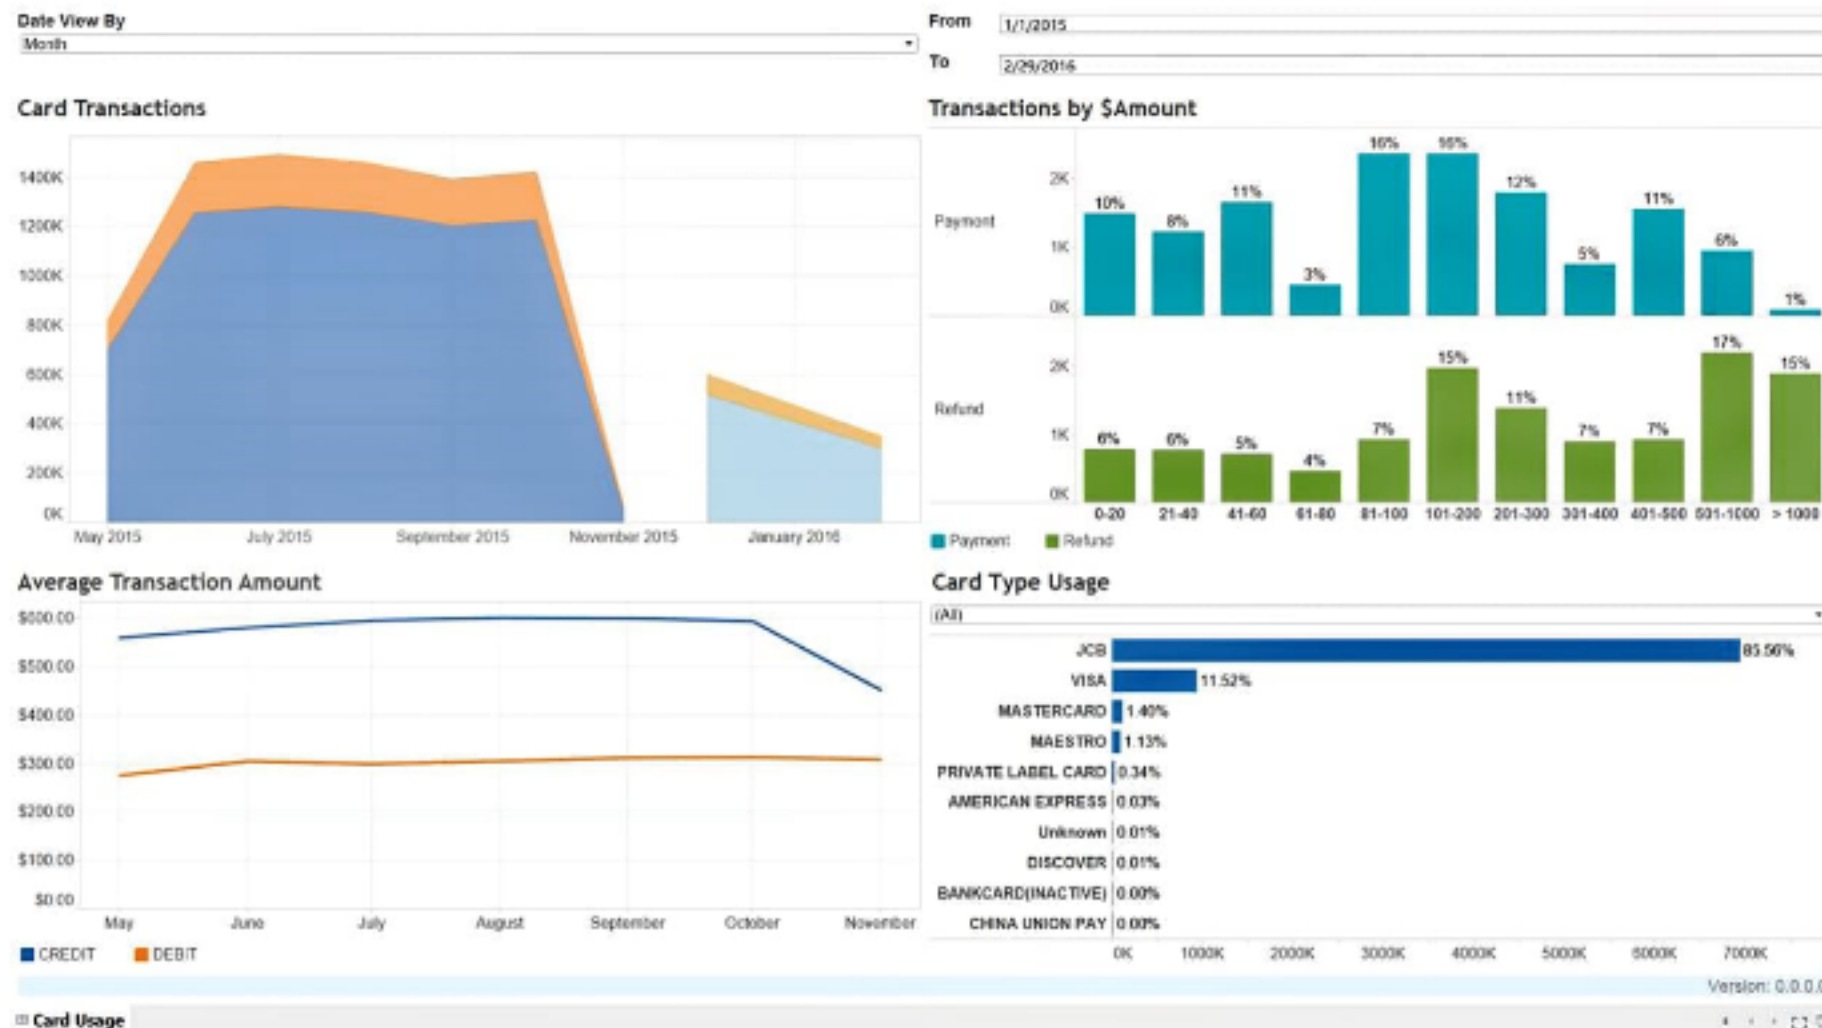 Date View By
Month
From 1/1/2015
To 2/29/2016
Card Transactions
1400K
1200K
1000K
800K
600K
400K
200K
0K
May 2015 July 2015 September 2015 November 2015 January 2016
Transactions by $Amount
Payment
2K
1K
0K
10% 8% 11% 3% 16% 16% 12% 5% 11% 6% 1%
Refund
2K
1K
0K
6% 6% 5% 4% 7% 15% 11% 7% 7% 17% 15%
0-20 21-40 41-60 61-80 81-100 101-200 201-300 301-400 401-500 501-1000 > 1000
Payment Refund
Average Transaction Amount
$600.00
$500.00
$400.00
$300.00
$200.00
$100.00
$0.00
May June July August September October November
CREDIT DEBIT
Card Type Usage
(All)
JCB 85.56%
VISA 11.52%
MASTERCARD 1.40%
MAESTRO 1.13%
PRIVATE LABEL CARD 0.34%
AMERICAN EXPRESS 0.03%
Unknown 0.01%
DISCOVER 0.01%
BANKCARD(INACTIVE) 0.00%
CHINA UNION PAY 0.00%
0K 1000K 2000K 3000K 4000K 5000K 6000K 7000K
Version: 0.0.0.0
Card Usage